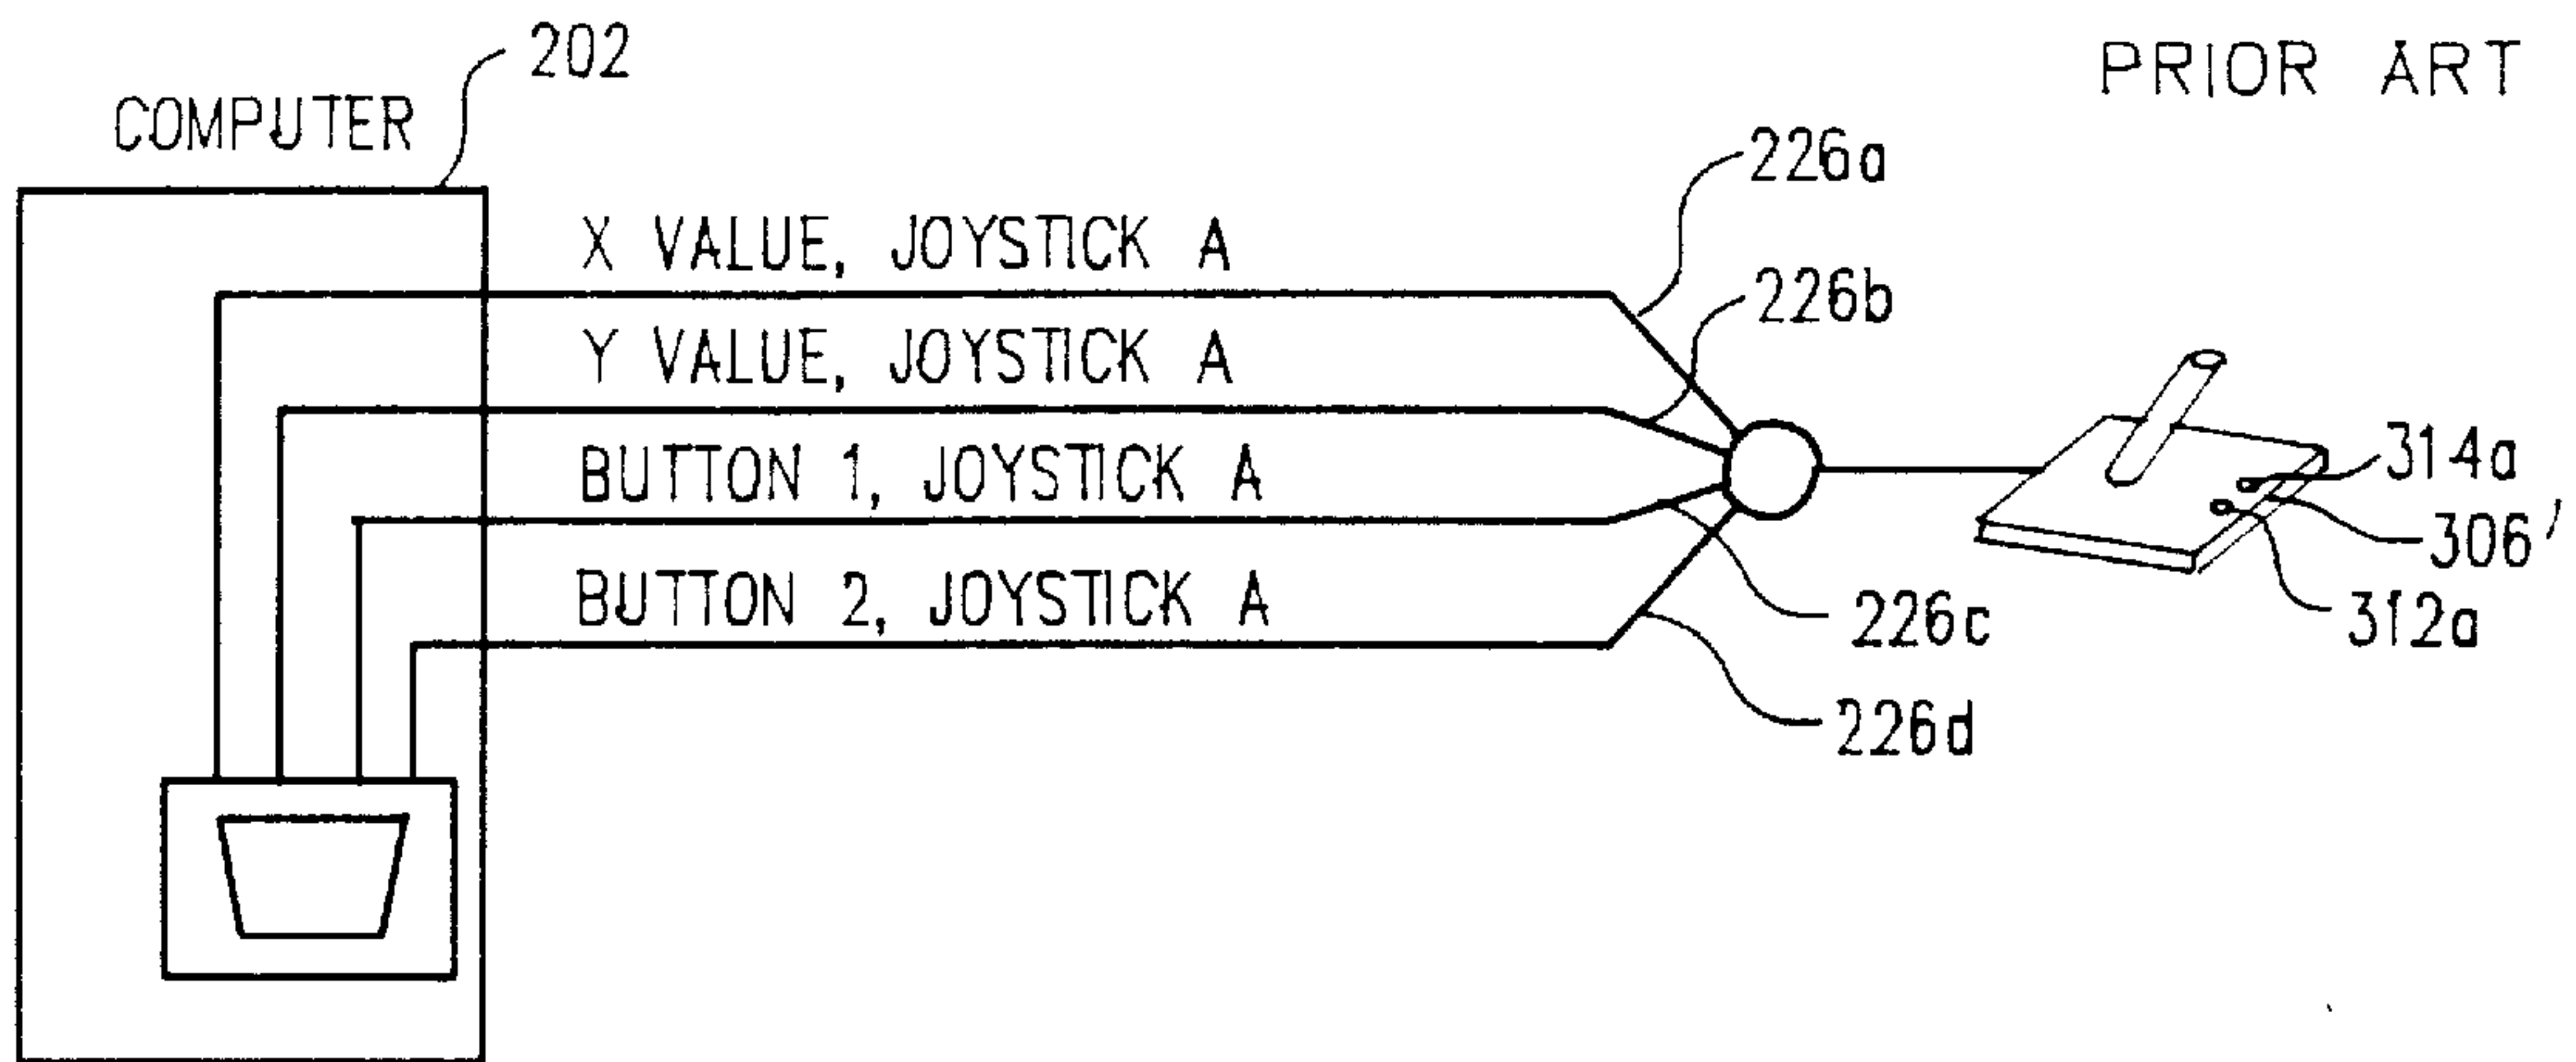 202
PRIOR ART
COMPUTER
226a
X VALUE, JOYSTICK A
226b
Y VALUE, JOYSTICK A
314a
BUTTON 1, JOYSTICK A
306'
BUTTON 2, JOYSTICK A
226c
312a
226d